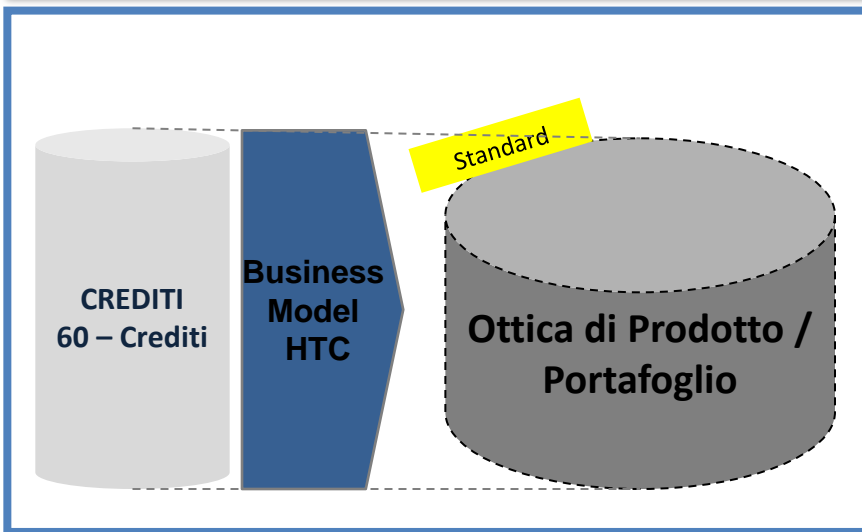 CREDITI
60 – Crediti
Business
Model
HTC
Standard
Ottica di Prodotto /
Portafoglio